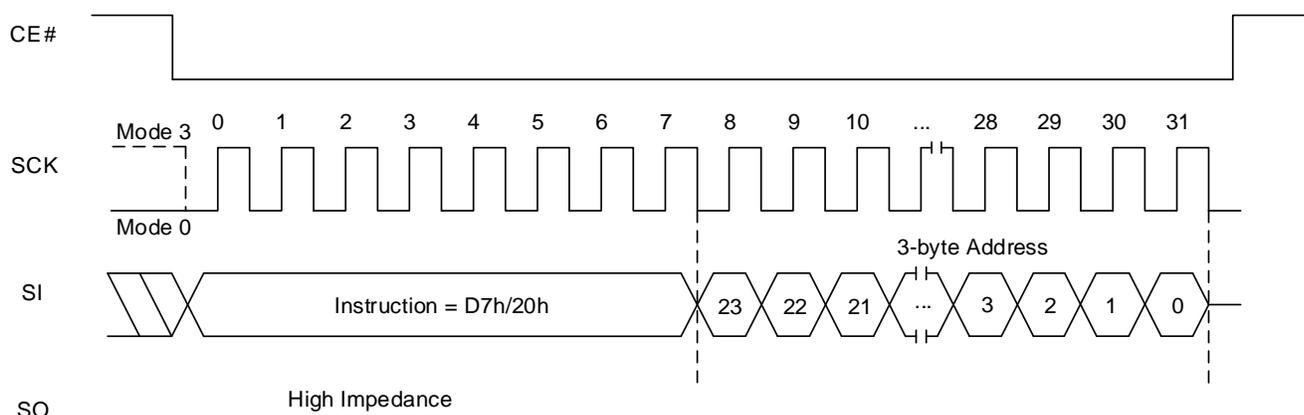 CE#
Mode 3 0 1 2 3 4 5 6 7 8 9 10 ... 28 29 30 31
SCK
Mode 0
3-byte Address
SI Instruction = D7h/20h 23 22 21 ... 3 2 1 0
High Impedance
SO